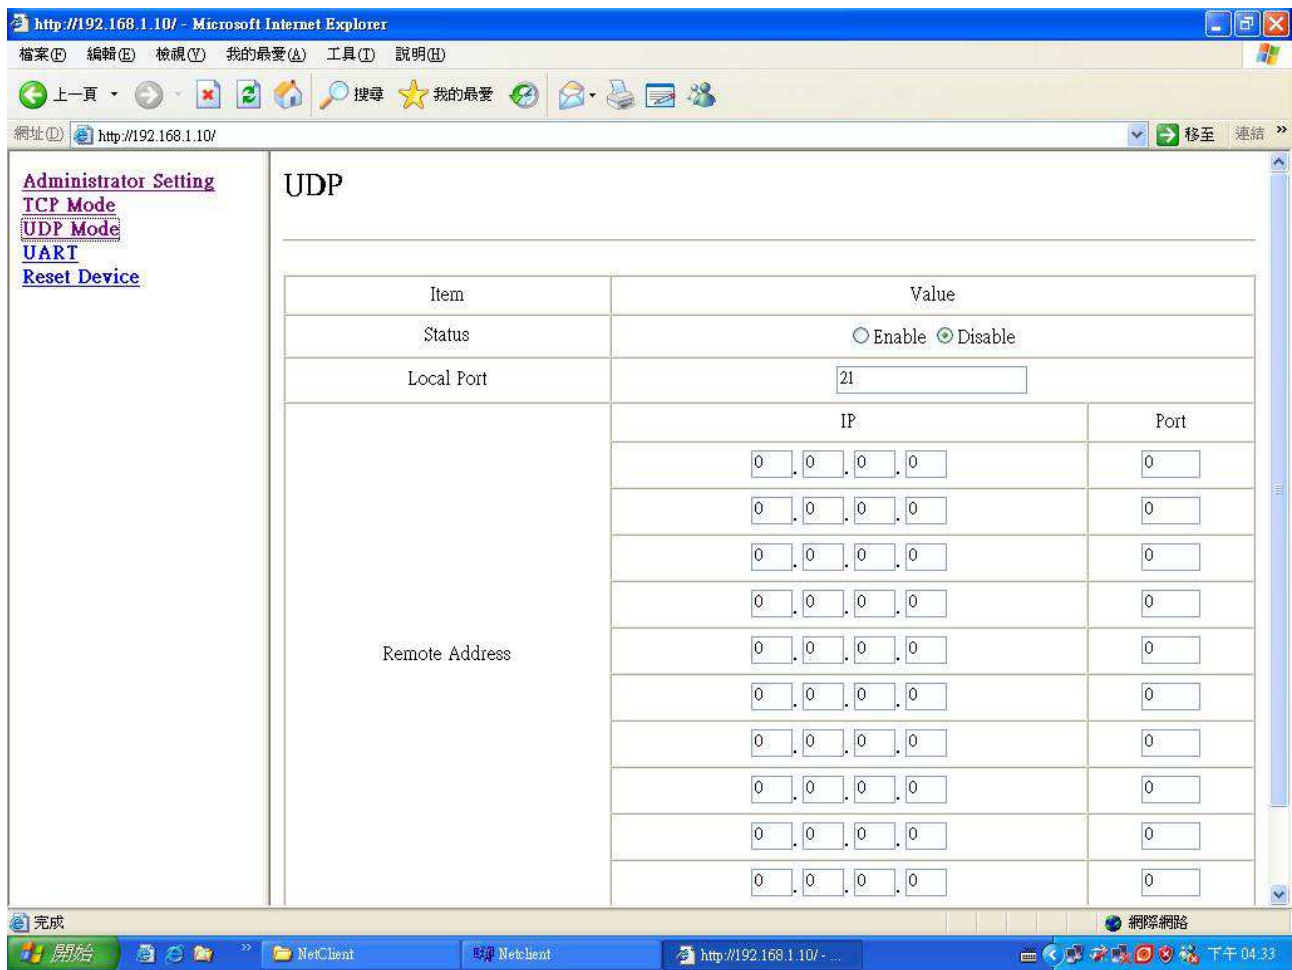 http://192.168.1.10/ - Microsoft Internet Explorer
檔案(F) 編輯(E) 檢視(V) 我的最愛(A) 工具(T) 說明(H)
上一頁 搜尋 我的最愛
網址(D) http://192.168.1.10/ 移至 連結 »
Administrator Setting
TCP Mode
UDP Mode
UART
Reset Device
UDP
Item Value
Status Enable Disable
Local Port 21
IP Port
0 . 0 . 0 . 0 0
0 . 0 . 0 . 0 0
0 . 0 . 0 . 0 0
0 . 0 . 0 . 0 0
Remote Address 0 . 0 . 0 . 0 0
0 . 0 . 0 . 0 0
0 . 0 . 0 . 0 0
0 . 0 . 0 . 0 0
0 . 0 . 0 . 0 0
0 . 0 . 0 . 0 0
完成 網際網路
開始 » NetClient Netclient http://192.168.1.10/ - ... 下午 04:33